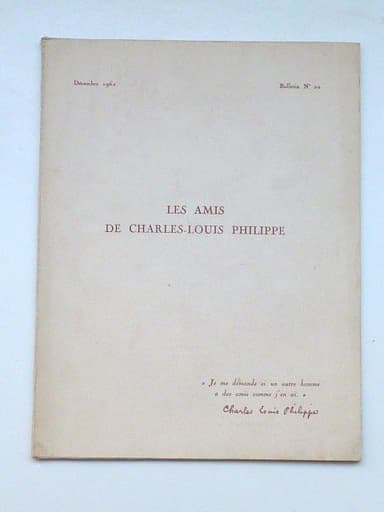 Décembre 1962
Bulletin N° 20
LES AMIS
DE CHARLES-LOUIS PHILIPPE
« Je me demande si un autre homme
a des amis comme j'en ai. »
Charles Louis Philippe